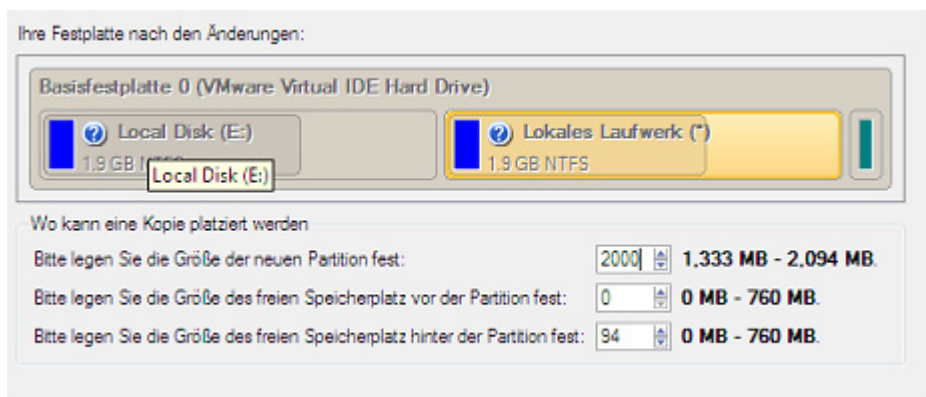 Ihre Festplatte nach den Änderungen:
Basisfestplatte 0 (VMware Virtual IDE Hard Drive)
Local Disk (E:)
1.9 GB NTFS
Local Disk (E:)
Lokales Laufwerk (*)
1.9 GB NTFS
Wo kann eine Kopie platziert werden
Bitte legen Sie die Größe der neuen Partition fest: 2000 1,333 MB - 2,094 MB.
Bitte legen Sie die Größe des freien Speicherplatz vor der Partition fest: 0 0 MB - 760 MB.
Bitte legen Sie die Größe des freien Speicherplatz hinter der Partition fest: 94 0 MB - 760 MB.